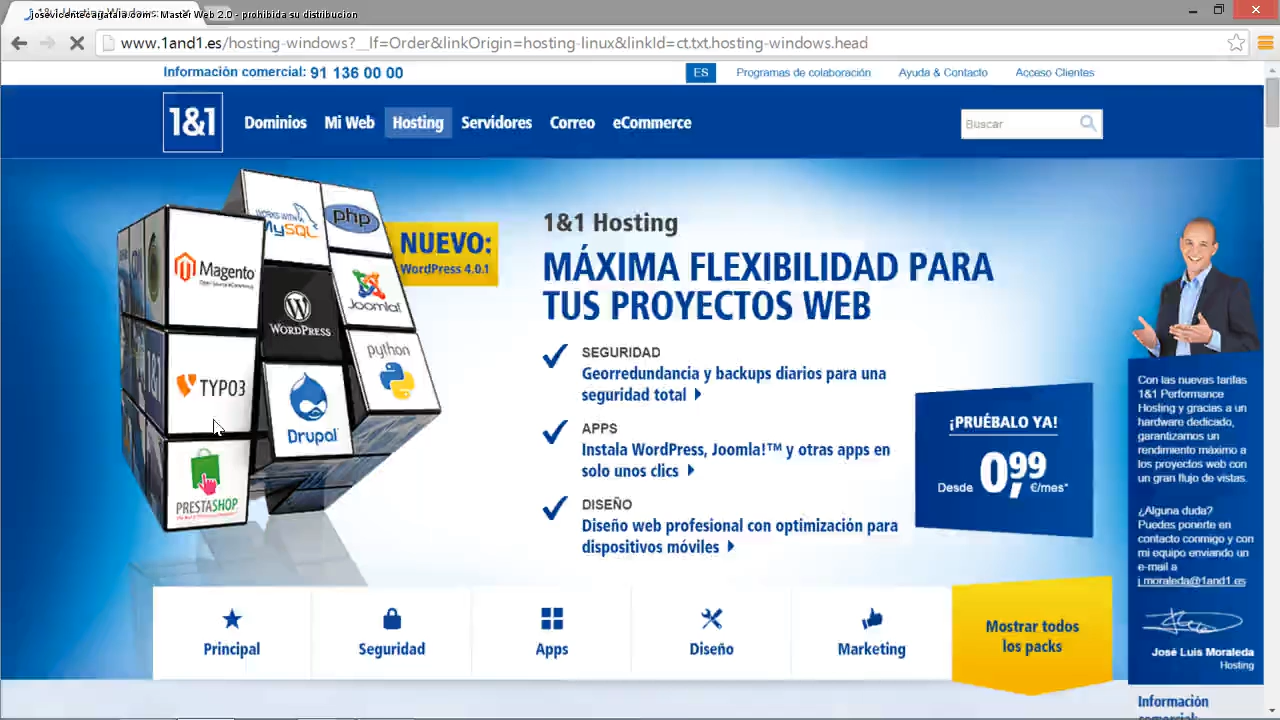 josevicentecarratala.com - Master Web 2.0 - prohibida su distribucion
www.1and1.es/hosting-windows?__lf=Order&linkOrigin=hosting-linux&linkId=ct.txt.hosting-windows.head
Información comercial: 91 136 00 00
ES
Programas de colaboración
Ayuda & Contacto
Acceso Clientes
1&1
Dominios
Mi Web
Hosting
Servidores
Correo
eCommerce
Buscar
WORKS WITH
MySQL
php
Magento
Open Source eCommerce
WORDPRESS
Joomla!
python
TYPO3
Drupal
PRESTASHOP
NUEVO:
WordPress 4.0.1
1&1 Hosting
MÁXIMA FLEXIBILIDAD PARA
TUS PROYECTOS WEB
SEGURIDAD
Georredundancia y backups diarios para una
seguridad total
APPS
Instala WordPress, Joomla!™ y otras apps en
solo unos clics
DISEÑO
Diseño web profesional con optimización para
dispositivos móviles
¡PRUÉBALO YA!
Desde 0,99 €/mes*
Con las nuevas tarifas
1&1 Performance
Hosting y gracias a un
hardware dedicado,
garantizamos un
rendimiento máximo a
los proyectos web con
un gran flujo de vistas.
¿Alguna duda?
Puedes ponerte en
contacto conmigo y con
mi equipo enviando un
e-mail a
j.moraleda@1and1.es
José Luis Moraleda
Hosting
Principal
Seguridad
Apps
Diseño
Marketing
Mostrar todos
los packs
Información
comercial: